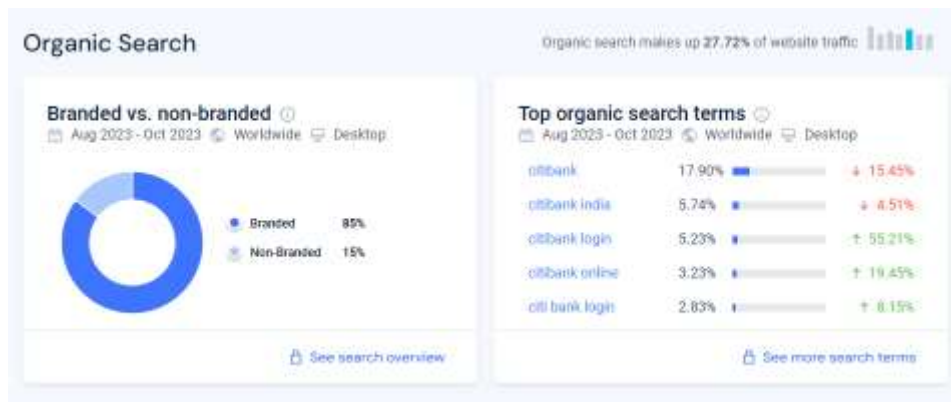 Organic Search
Organic search makes up 27.72% of website traffic
Branded vs. non-branded
Aug 2023 - Oct 2023 Worldwide Desktop
Branded 85%
Non-Branded 15%
See search overview
Top organic search terms
Aug 2023 - Oct 2023 Worldwide Desktop
citibank 17.90% ↓ 15.45%
citibank india 5.74% ↓ 4.51%
citibank login 5.23% ↑ 55.21%
citibank online 3.23% ↑ 19.45%
citi bank login 2.83% ↑ 8.15%
See more search terms